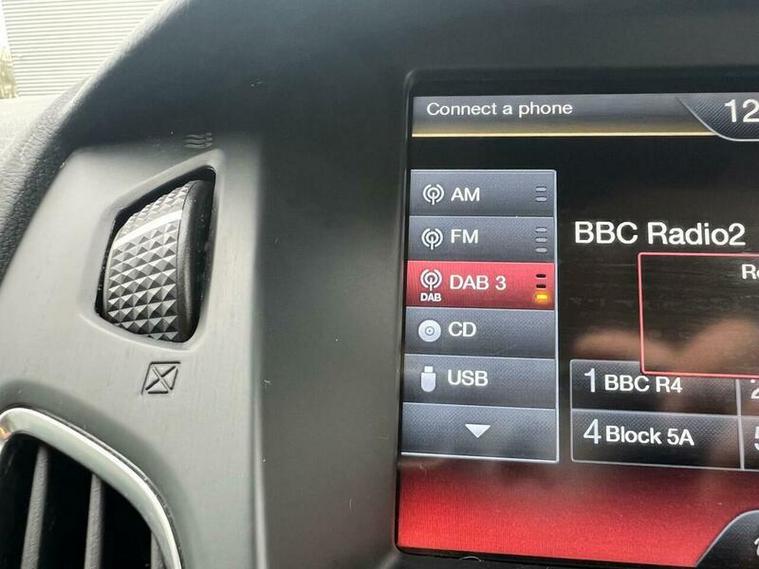 Connect a phone
12
AM
FM
BBC Radio2
DAB 3
DAB
CD
USB
1 BBC R4
4 Block 5A